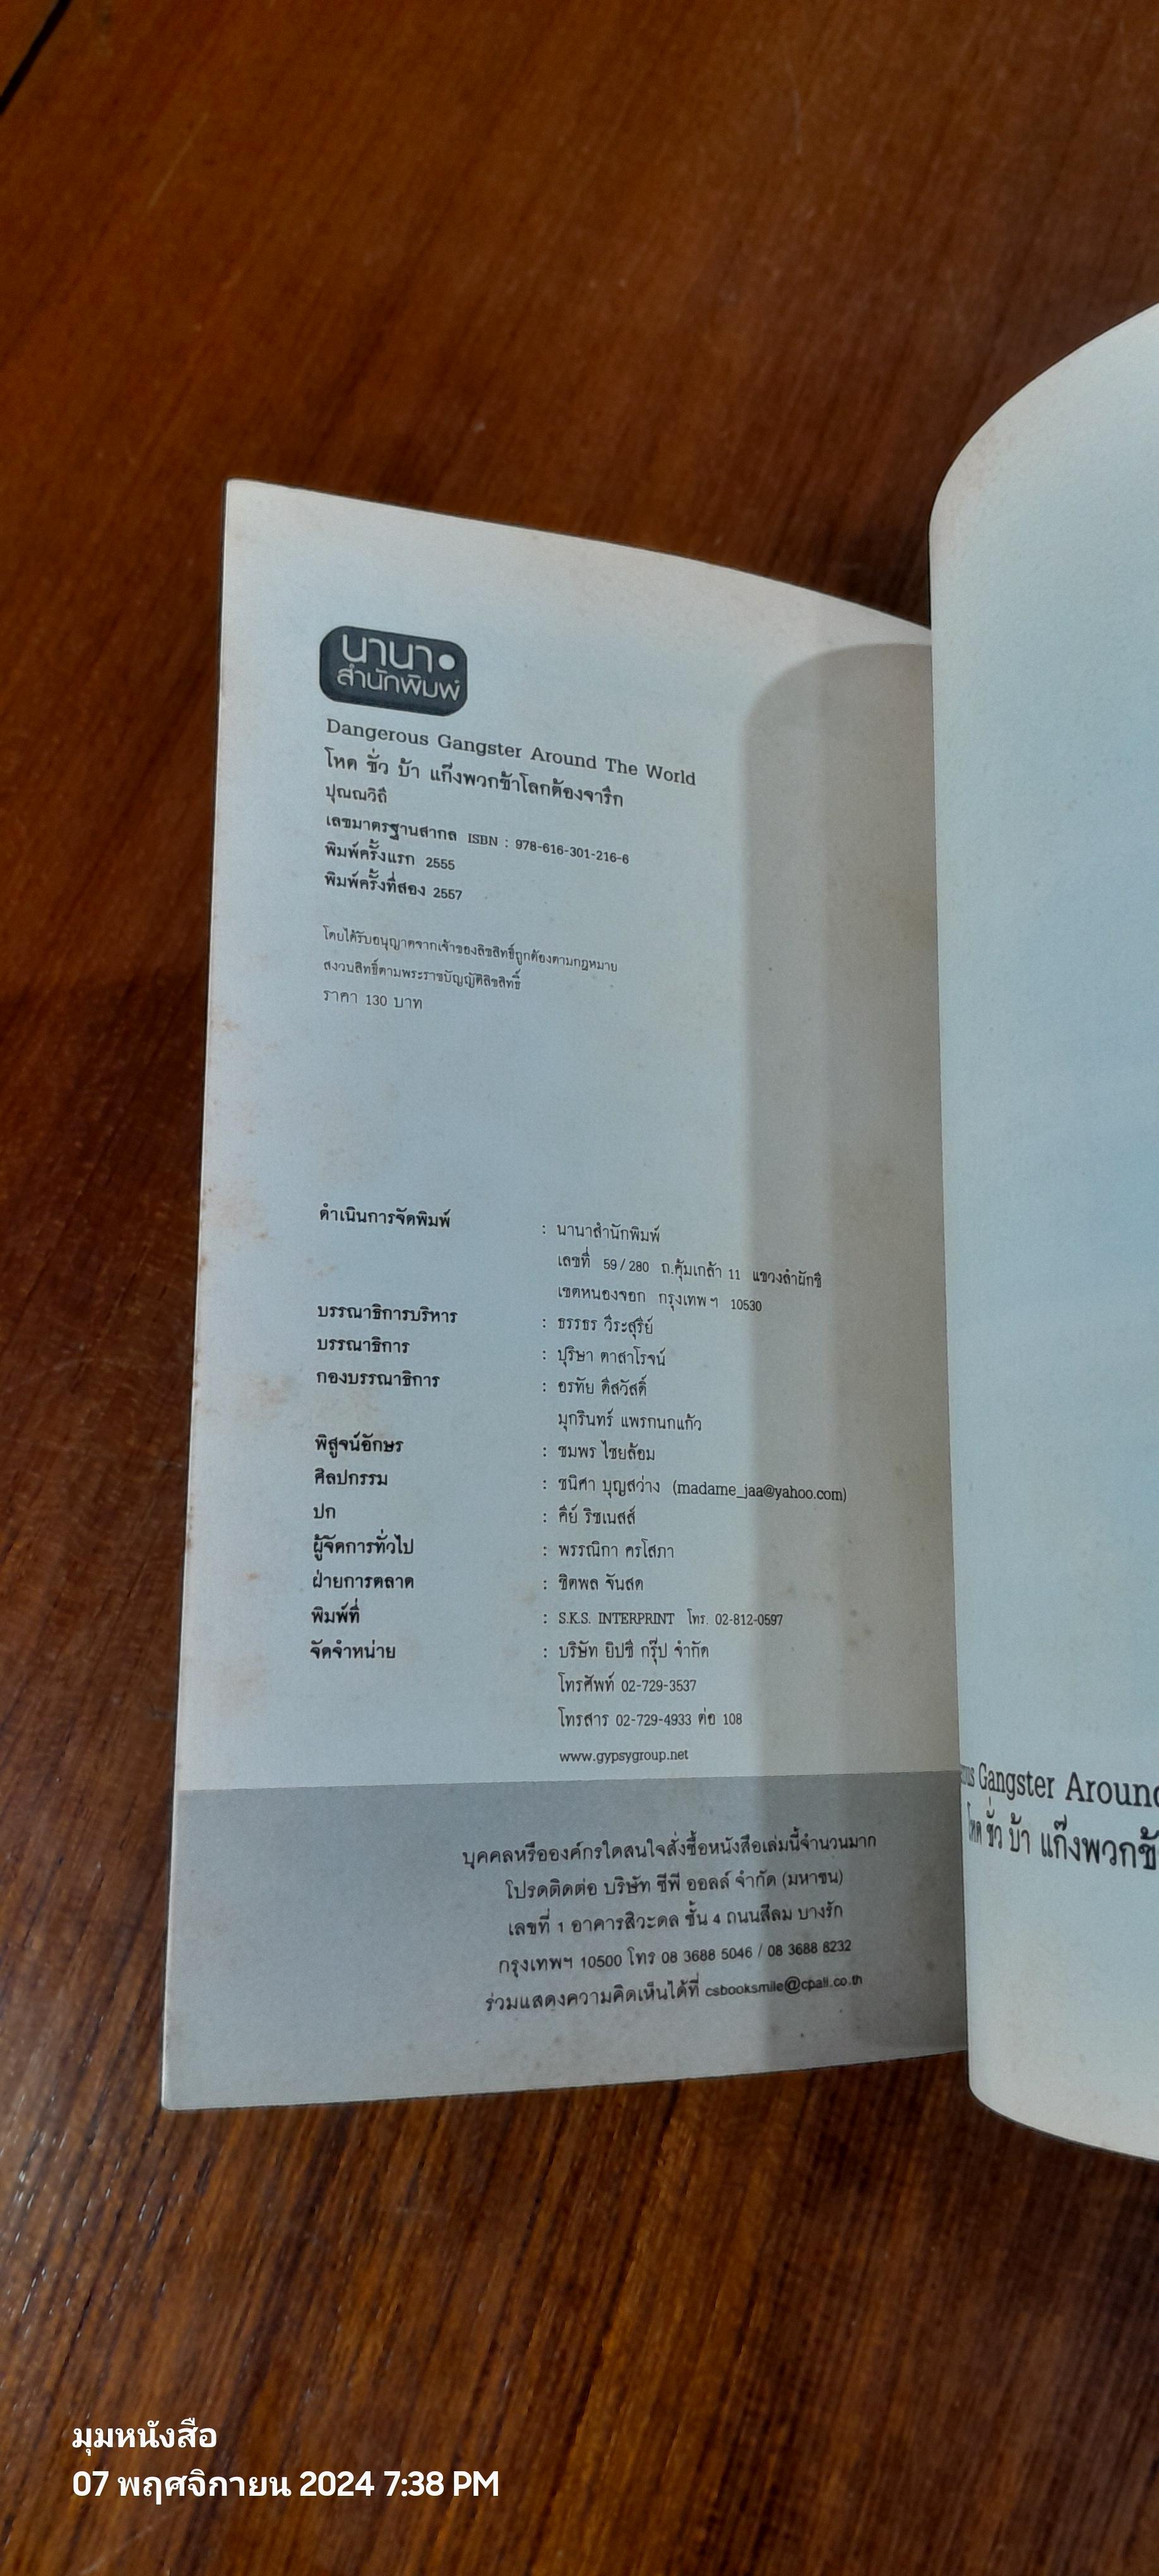 นานา
สำนักพิมพ์
Dangerous Gangster Around The World
โหด ชั่ว บ้า แก๊งพวกข้าโลกต้องจารึก
ปุณณวิถี
เลขมาตรฐานสากล ISBN : 978-616-301-216-6
พิมพ์ครั้งแรก 2555
พิมพ์ครั้งที่สอง 2557
โดยได้รับอนุญาตจากเจ้าของลิขสิทธิ์ถูกต้องตามกฎหมาย
สงวนสิทธิ์ตามพระราชบัญญัติลิขสิทธิ์
ราคา 130 บาท
ดำเนินการจัดพิมพ์ : นานาสำนักพิมพ์
เลขที่ 59/280 ถ.คุ้มเกล้า 11 แขวงลำผักชี
เขตหนองจอก กรุงเทพฯ 10530
บรรณาธิการบริหาร : ธรรธร วีระสุรีย์
บรรณาธิการ : ปุริษา ตาสาโรจน์
กองบรรณาธิการ : อรทัย ดีสวัสดิ์
มุกรินทร์ แพรกนกแก้ว
พิสูจน์อักษร : ชมพร ไชยล้อม
ศิลปกรรม : ชนิศา บุญสว่าง (madame_jaa@yahoo.com)
ปก : คีย์ ริชเนสส์
ผู้จัดการทั่วไป : พรรณิกา ครโสภา
ฝ่ายการตลาด : ชิตพล จันสด
พิมพ์ที่ : S.K.S. INTERPRINT โทร. 02-812-0597
จัดจำหน่าย : บริษัท ยิปซี กรุ๊ป จำกัด
โทรศัพท์ 02-729-3537
โทรสาร 02-729-4933 ต่อ 108
www.gypsygroup.net
บุคคลหรือองค์กรใดสนใจสั่งซื้อหนังสือเล่มนี้จำนวนมาก
โปรดติดต่อ บริษัท ซีพี ออลล์ จำกัด (มหาชน)
เลขที่ 1 อาคารสิวะดล ชั้น 4 ถนนสีลม บางรัก
กรุงเทพฯ 10500 โทร 08 3688 5046 / 08 3688 8232
ร่วมแสดงความคิดเห็นได้ที่ csbooksmile@cpall.co.th
Gangster Around
โหด ชั่ว บ้า แก๊งพวกข้
มุมหนังสือ
07 พฤศจิกายน 2024 7:38 PM